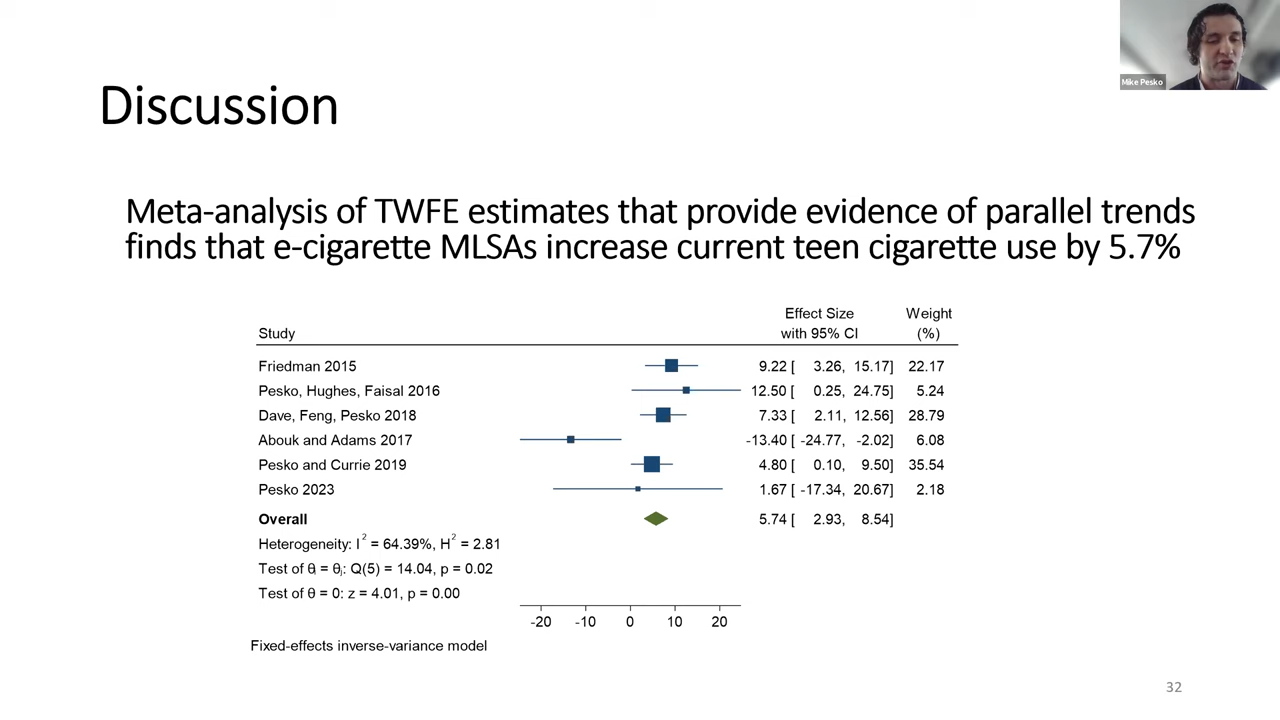 Mike Pesko
Discussion
Meta-analysis of TWFE estimates that provide evidence of parallel trends
finds that e-cigarette MLSAs increase current teen cigarette use by 5.7%
Effect Size Weight
Study with 95% CI (%)
Friedman 2015 9.22 [ 3.26, 15.17] 22.17
Pesko, Hughes, Faisal 2016 12.50 [ 0.25, 24.75] 5.24
Dave, Feng, Pesko 2018 7.33 [ 2.11, 12.56] 28.79
Abouk and Adams 2017 -13.40 [ -24.77, -2.02] 6.08
Pesko and Currie 2019 4.80 [ 0.10, 9.50] 35.54
Pesko 2023 1.67 [ -17.34, 20.67] 2.18
Overall 5.74 [ 2.93, 8.54]
Heterogeneity: I² = 64.39%, H² = 2.81
Test of θᵢ = θⱼ: Q(5) = 14.04, p = 0.02
Test of θ = 0: z = 4.01, p = 0.00
-20 -10 0 10 20
Fixed-effects inverse-variance model
32